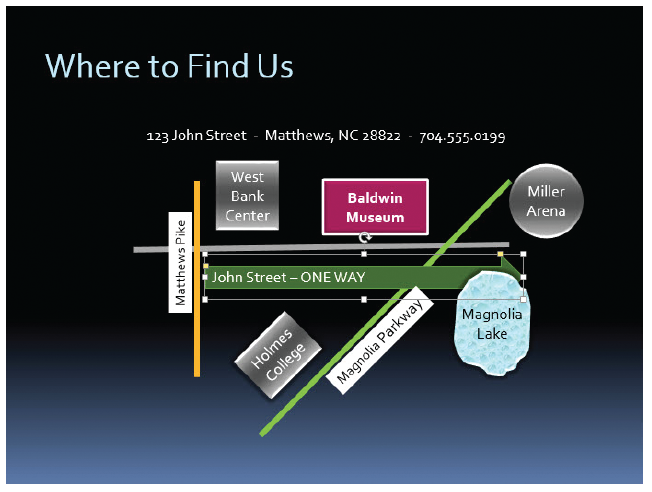 Where to Find Us
123 John Street - Matthews, NC 28822 - 704.555.0199
West
Bank
Center
Baldwin
Museum
Miller
Arena
Matthews Pike
John Street – ONE WAY
Magnolia
Lake
Holmes
College
Magnolia Parkway